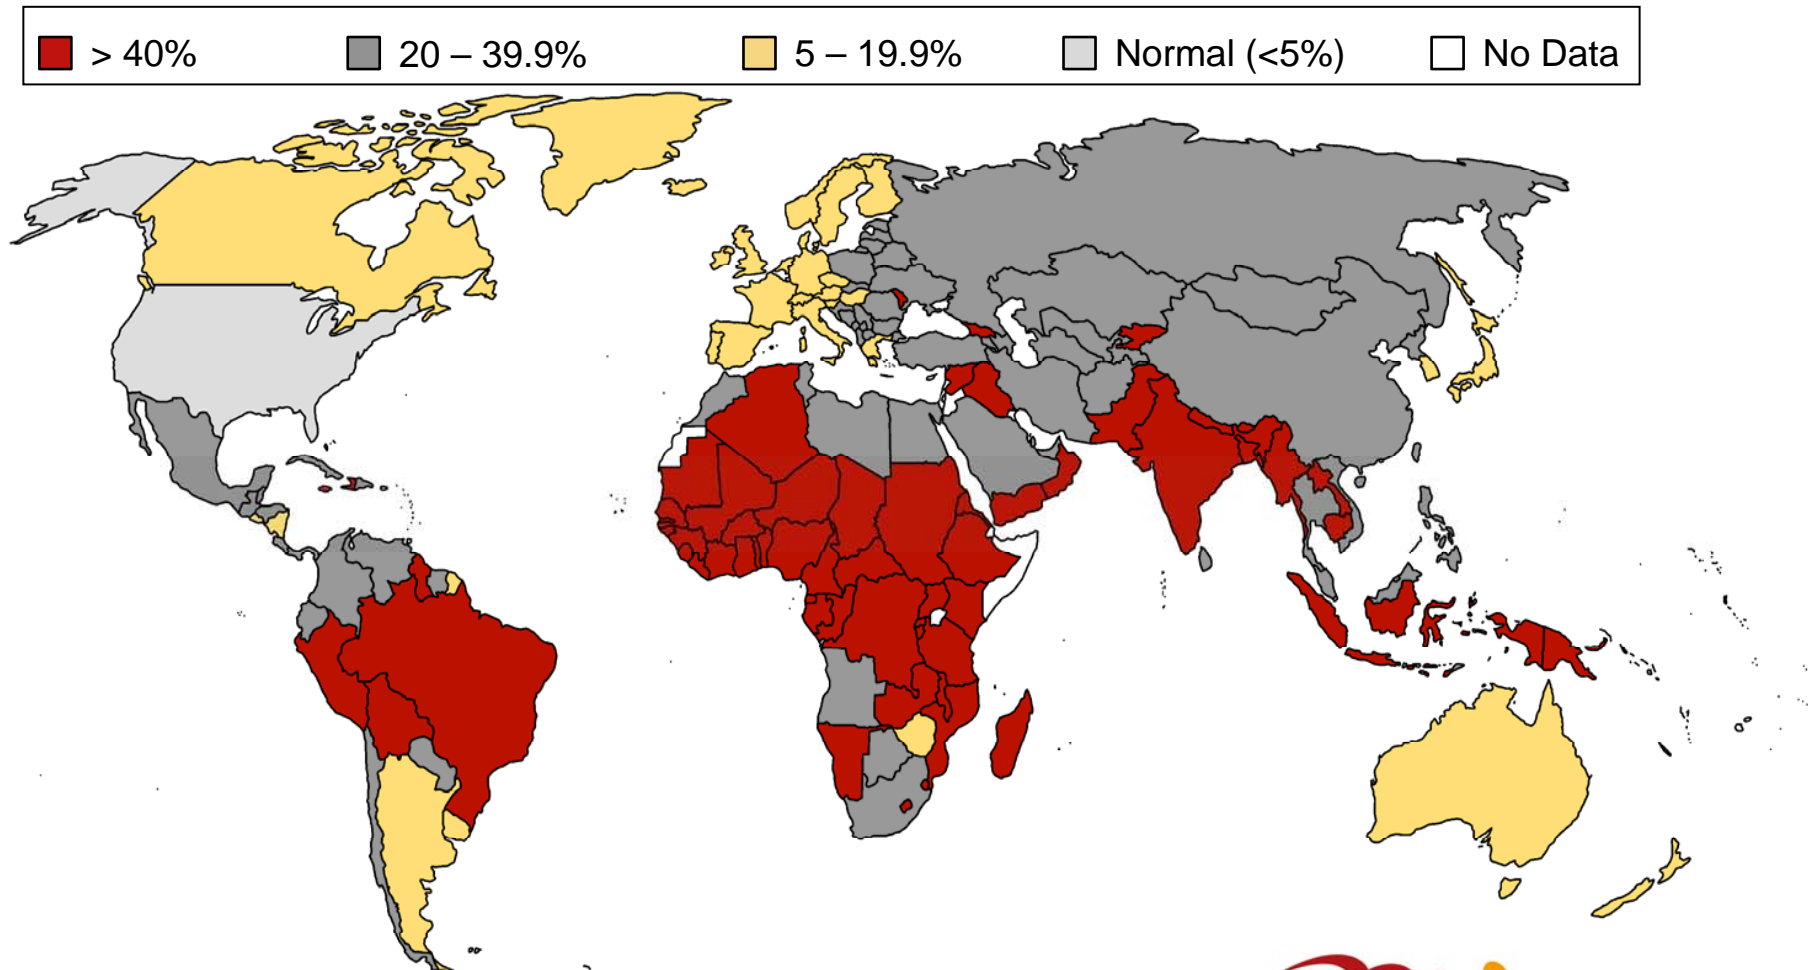 > 40% 20 – 39.9% 5 – 19.9% Normal (<5%) No Data